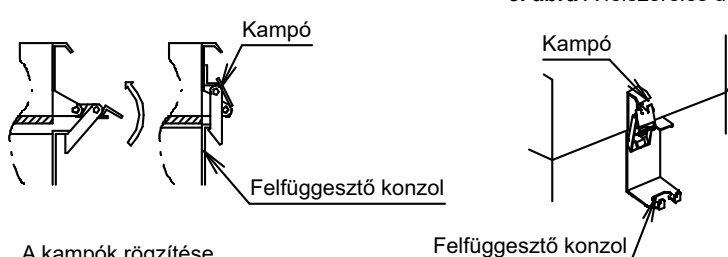 Kampó
Kampó
Felfüggesztő konzol
Felfüggesztő konzol
A kampók rögzítése